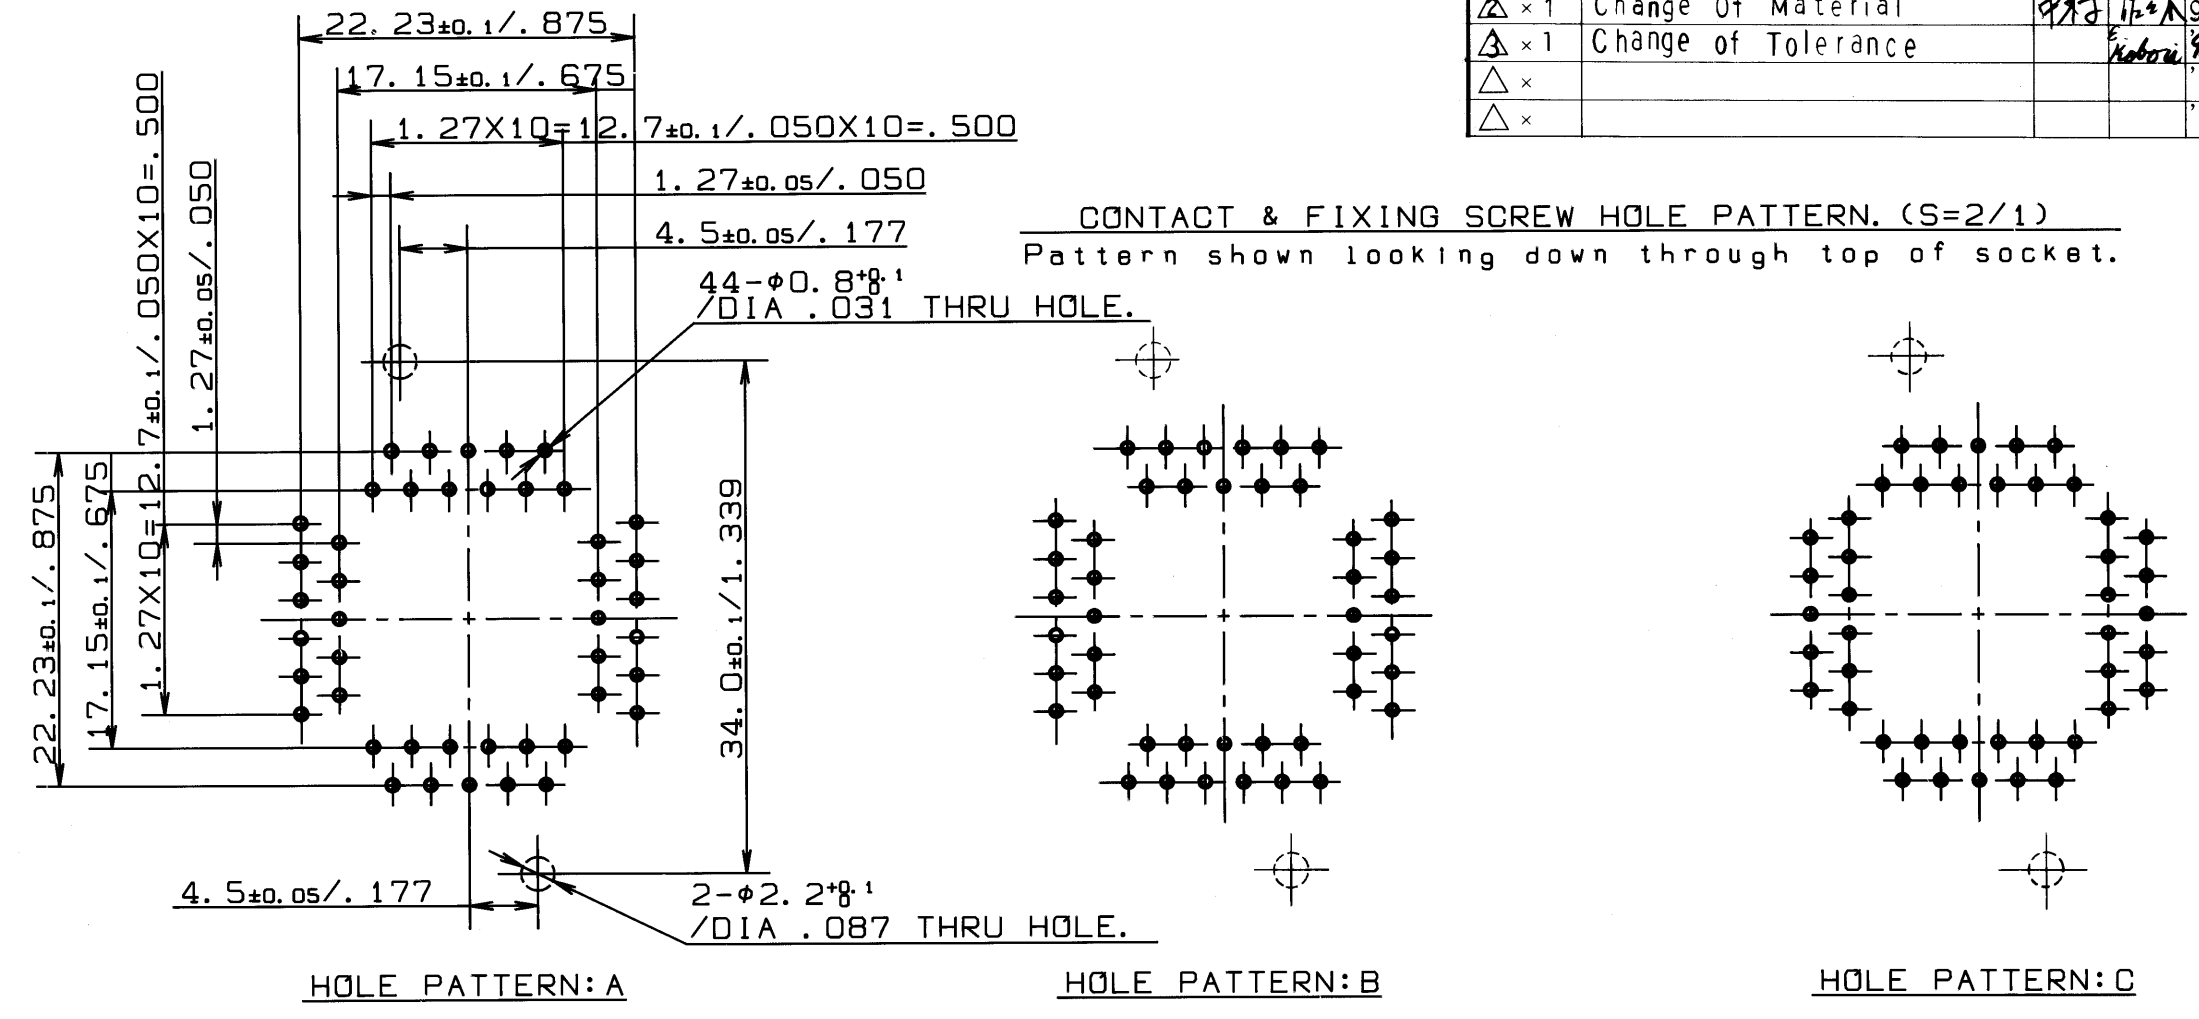 2 × 1 Change Of Material
3 × 1 Change of Tolerance Kobori
×
×
22.23±0.1/.875
17.15±0.1/.675
1.27X10=12.7±0.1/.050X10=.500
1.27±0.05/.050
4.5±0.05/.177
44-φ0.8+0.1 0
/DIA .031 THRU HOLE.
CONTACT & FIXING SCREW HOLE PATTERN. (S=2/1)
Pattern shown looking down through top of socket.
22.23±0.1/.875
17.15±0.1/.675
1.27X10=12.7±0.1/.050X10=.500
1.27±0.05/.050
34.0±0.1/1.339
4.5±0.05/.177
2-φ2.2+0.1 0
/DIA .087 THRU HOLE.
HOLE PATTERN:A
HOLE PATTERN:B
HOLE PATTERN:C